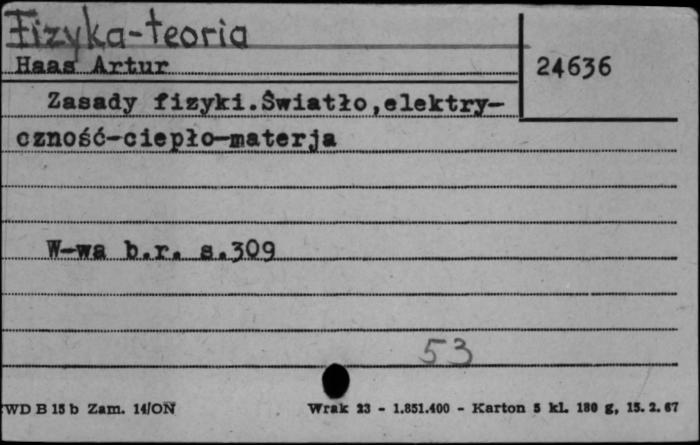 Fizyka-teoria
Haas Artur
24636
Zasady fizyki.Światło,elektry-
czność-ciepło-materja
W-wa b.r. s.309
53
WD B 15 b Zam. 14/ON Wrak 23 - 1.851.400 - Karton 5 kl. 180 g, 15.2.67